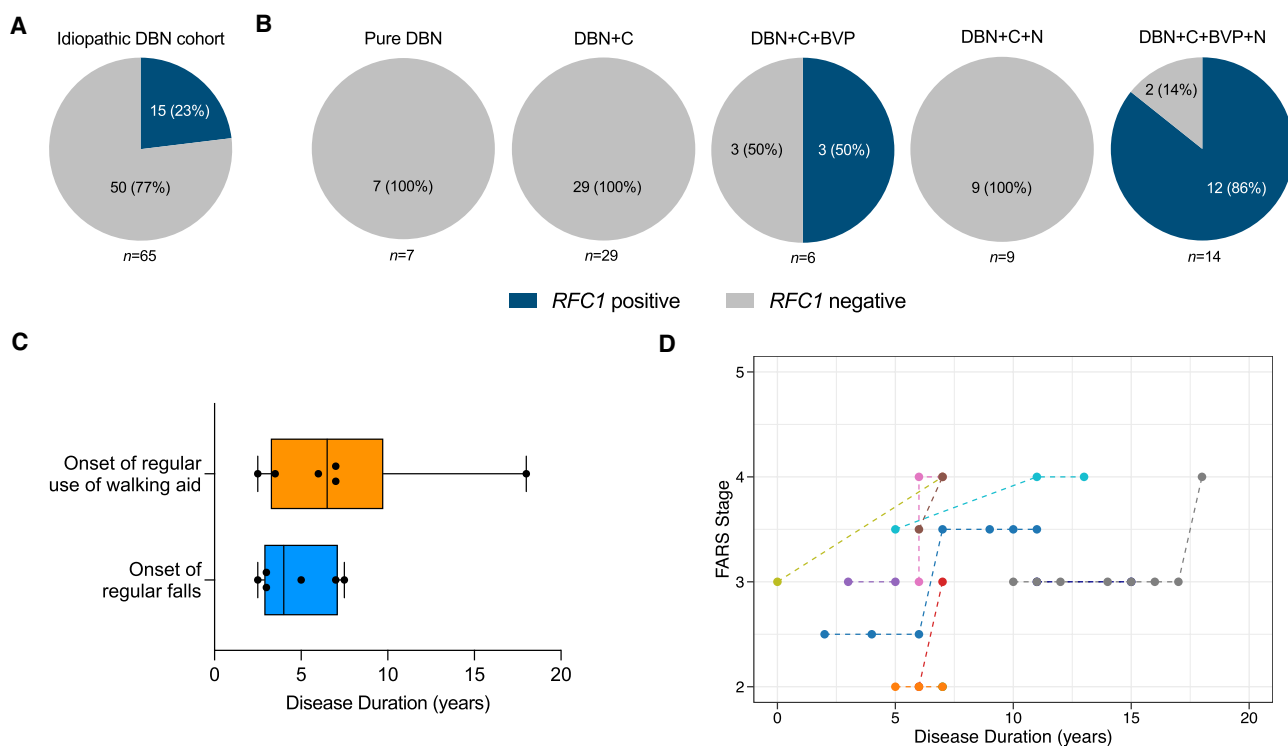 A
Idiopathic DBN cohort
15 (23%)
50 (77%)
n=65
B
Pure DBN
7 (100%)
n=7
DBN+C
29 (100%)
n=29
DBN+C+BVP
3 (50%)
3 (50%)
n=6
DBN+C+N
9 (100%)
n=9
DBN+C+BVP+N
2 (14%)
12 (86%)
n=14
RFC1 positive
RFC1 negative
C
Onset of regular
use of walking aid
Onset of
regular falls
0
5
10
15
20
Disease Duration (years)
D
FARS Stage
5
4
3
2
0
5
10
15
20
Disease Duration (years)